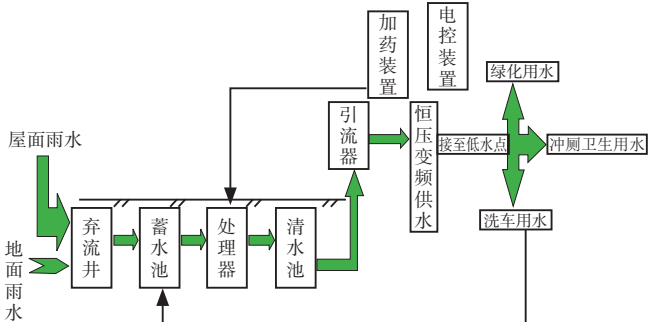 加药装置
电控装置
绿化用水
引流器
恒压变频供水
接至低水点
冲厕卫生用水
屋面雨水
洗车用水
弃流井
蓄水池
处理器
清水池
地面雨水